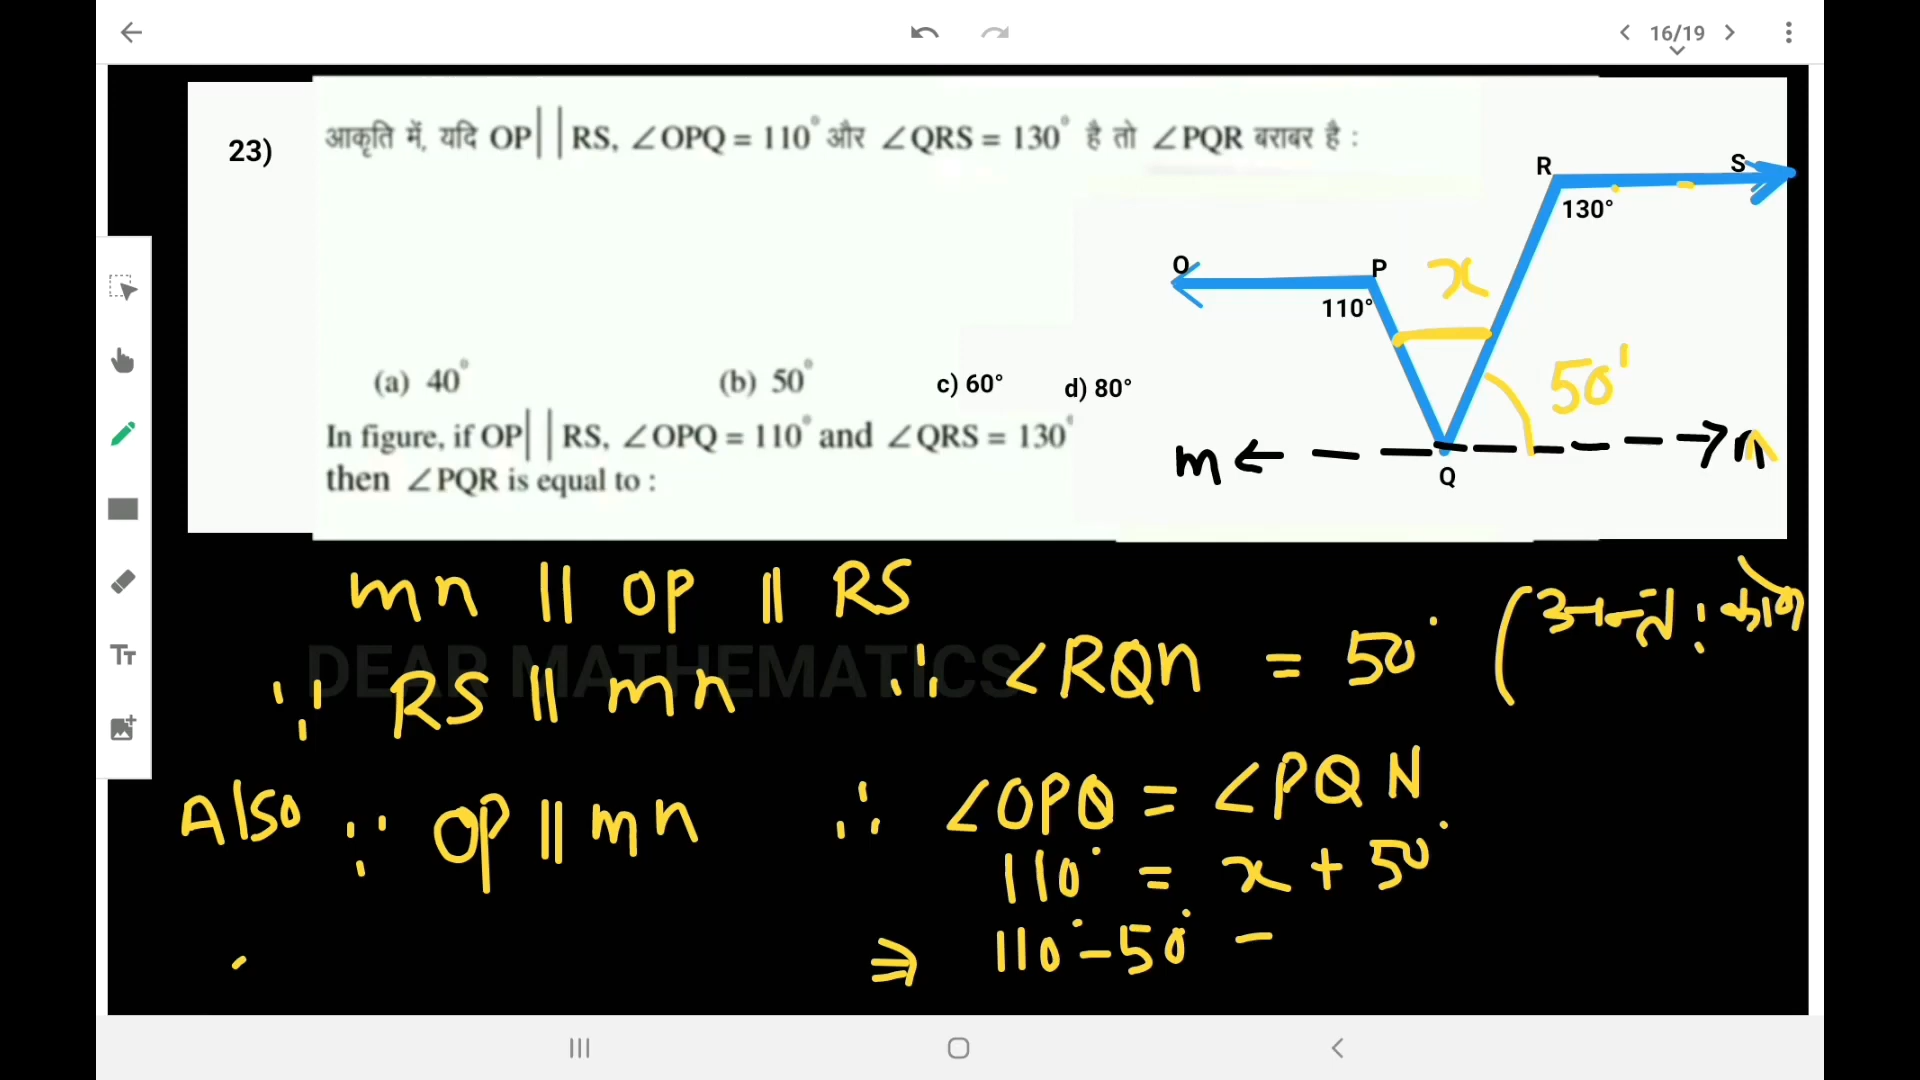 16/19
23)
आकृति में, यदि OP||RS, ∠OPQ = 110° और ∠QRS = 130° है तो ∠PQR बराबर है :
R
S
130°
O
P
110°
x
50°
(a) 40°
(b) 50°
c) 60°
d) 80°
In figure, if OP||RS, ∠OPQ = 110° and ∠QRS = 130°
then ∠PQR is equal to :
m
n
Q
mn || OP || RS
DEAR MATHEMATICS
∵ RS || mn ∴ ∠RQn = 50° (अन्तः कोण
Also ∵ OP || mn ∴ ∠OPQ = ∠PQN
110° = x + 50°
⇒ 110° - 50° =
Tt